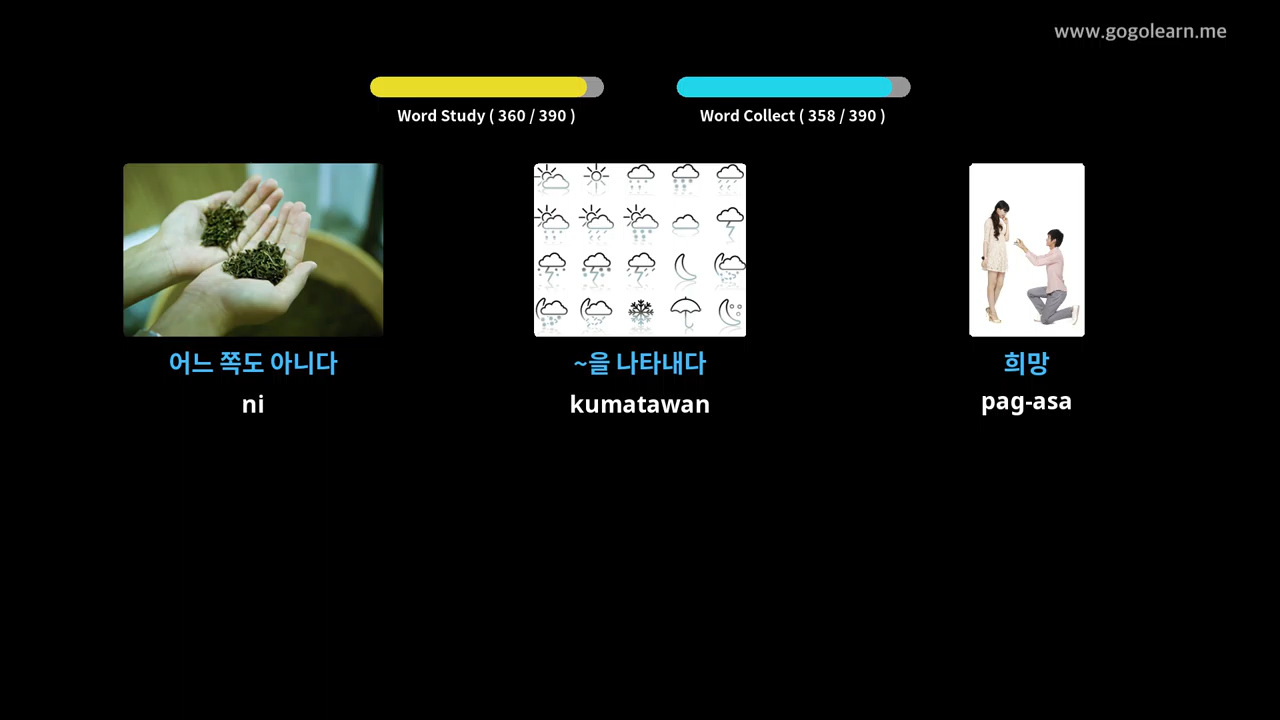 www.gogolearn.me
Word Study ( 360 / 390 )
Word Collect ( 358 / 390 )
어느 쪽도 아니다
ni
~을 나타내다
kumatawan
희망
pag-asa